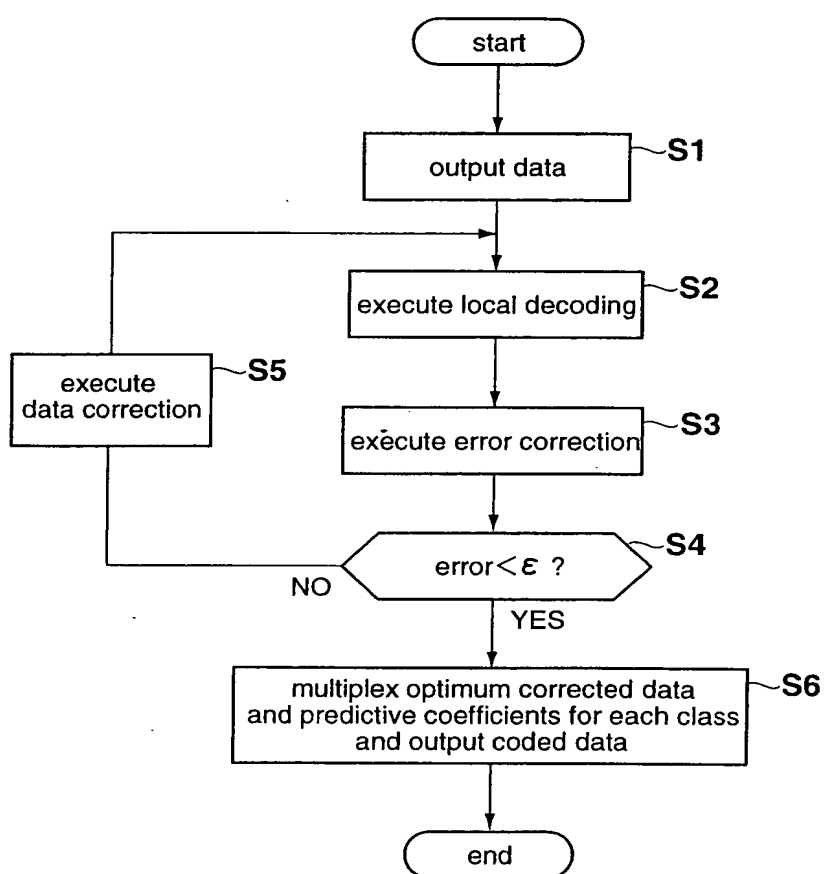 start
output data
S1
execute local decoding
S2
execute
data correction
S5
execute error correction
S3
error<ε ?
S4
NO
YES
multiplex optimum corrected data
and predictive coefficients for each class
and output coded data
S6
end